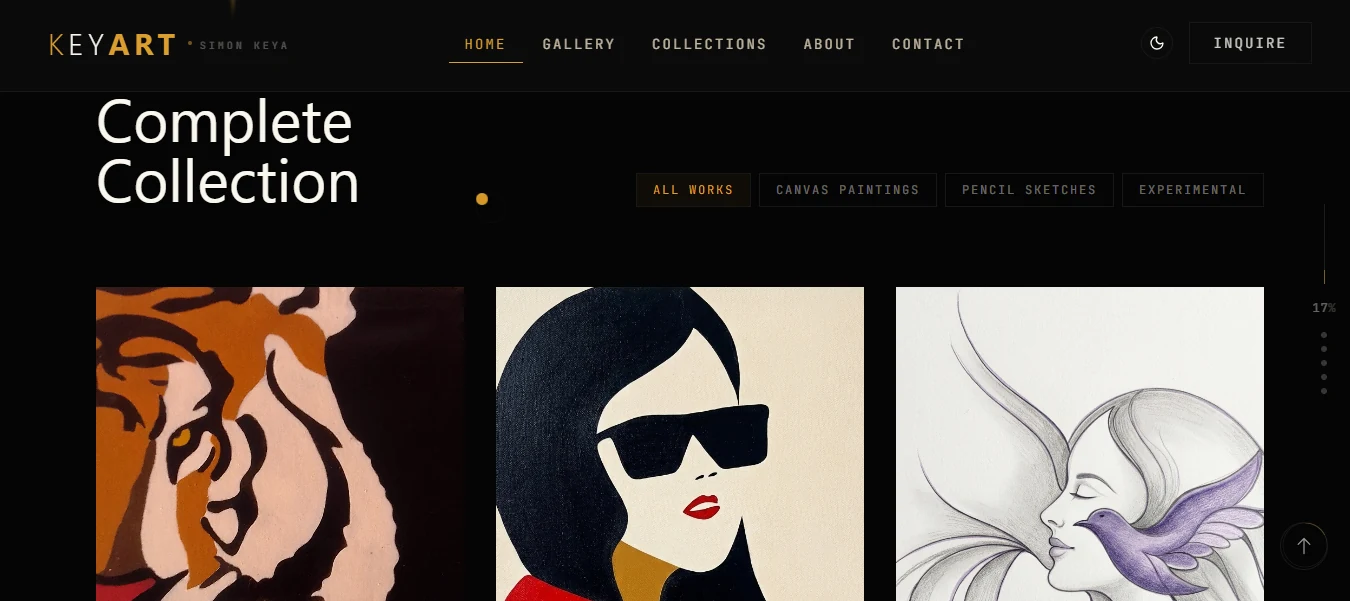 KEYART • SIMON KEYA
HOME GALLERY COLLECTIONS ABOUT CONTACT
INQUIRE
Complete
Collection
ALL WORKS CANVAS PAINTINGS PENCIL SKETCHES EXPERIMENTAL
17%